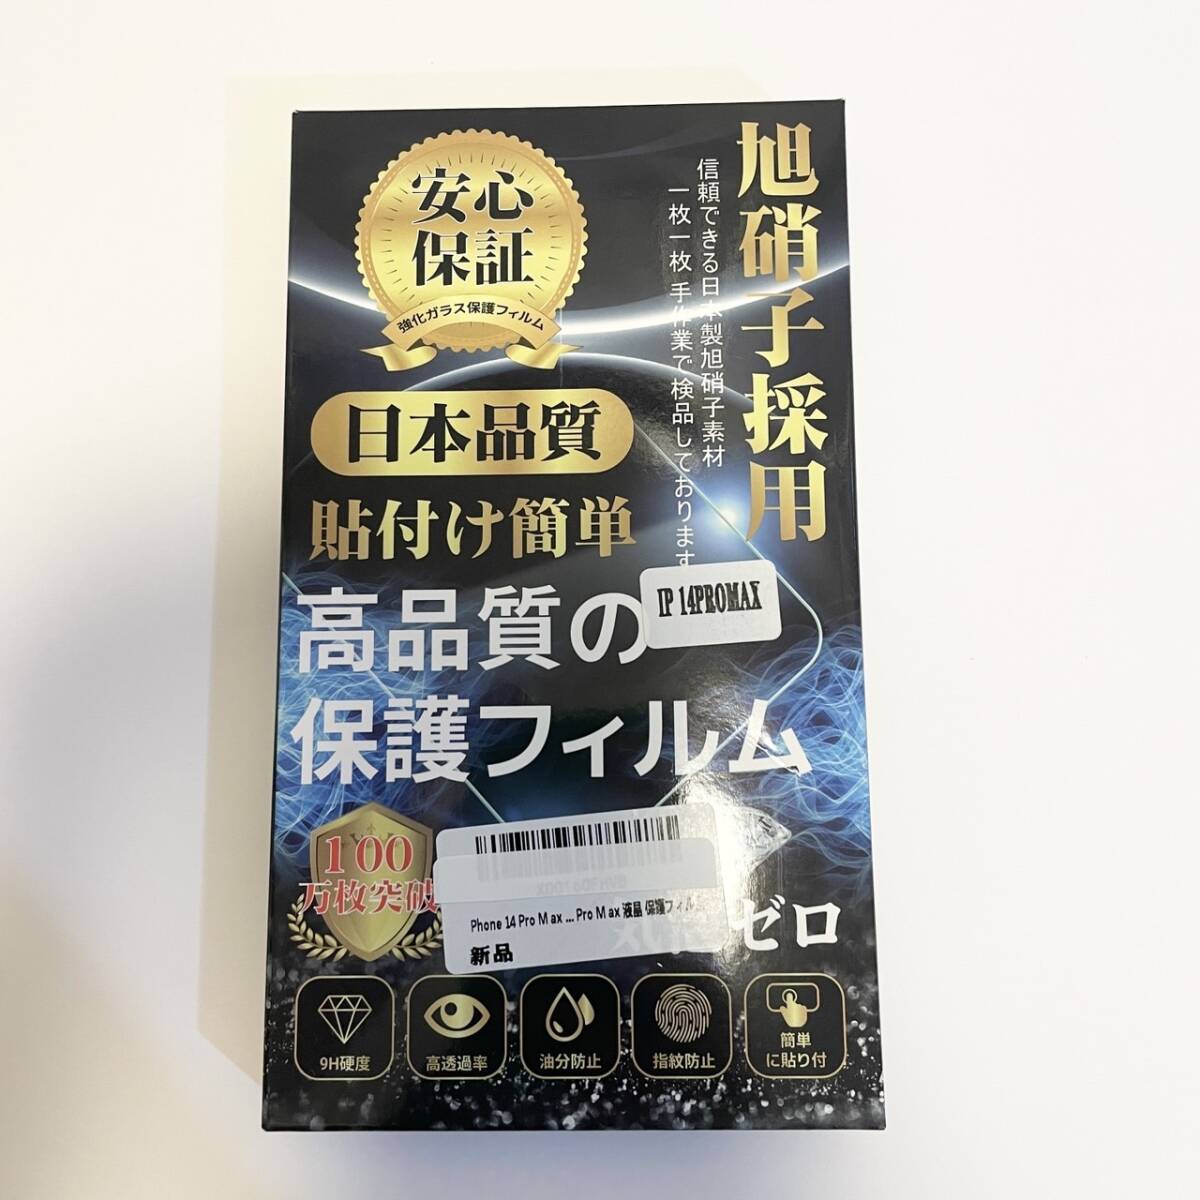 旭硝子採用
信頼できる日本製旭硝子素材
一枚一枚 手作業で検品しております
安心
保証
強化ガラス保護フィルム
日本品質
貼付け簡単
高品質の
保護フィルム
IP 14PROMAX
100
万枚突破
Phone 14 Pro Max ... Pro Max 液晶 保護フィル
新品
ゼロ
9H硬度
高透過率
油分防止
指紋防止
簡単
に貼り付